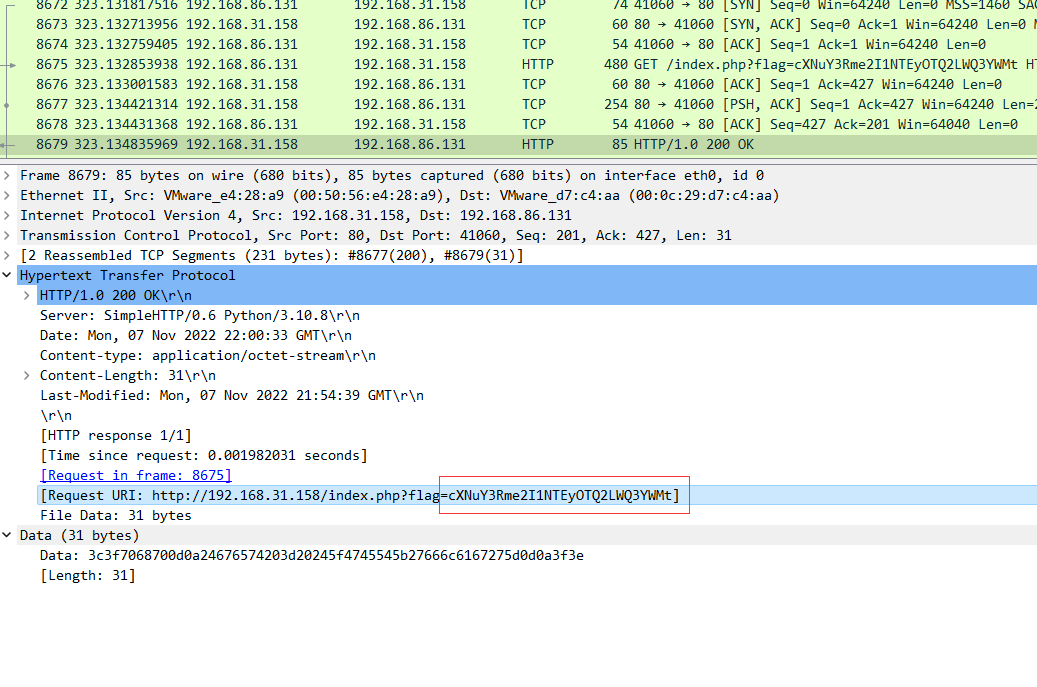 8672 323.131817516 192.168.86.131 192.168.31.158 TCP 74 41060 → 80 [SYN] Seq=0 Win=64240 Len=0 MSS=1460 SAC
8673 323.132713956 192.168.31.158 192.168.86.131 TCP 60 80 → 41060 [SYN, ACK] Seq=0 Ack=1 Win=64240 Len=0 M
8674 323.132759405 192.168.86.131 192.168.31.158 TCP 54 41060 → 80 [ACK] Seq=1 Ack=1 Win=64240 Len=0
8675 323.132853938 192.168.86.131 192.168.31.158 HTTP 480 GET /index.php?flag=cXNuY3Rme2I1NTEyOTQ2LWQ3YWMt HT
8676 323.133001583 192.168.31.158 192.168.86.131 TCP 60 80 → 41060 [ACK] Seq=1 Ack=427 Win=64240 Len=0
8677 323.134421314 192.168.31.158 192.168.86.131 TCP 254 80 → 41060 [PSH, ACK] Seq=1 Ack=427 Win=64240 Len=2
8678 323.134431368 192.168.86.131 192.168.31.158 TCP 54 41060 → 80 [ACK] Seq=427 Ack=201 Win=64040 Len=0
8679 323.134835969 192.168.31.158 192.168.86.131 HTTP 85 HTTP/1.0 200 OK
Frame 8679: 85 bytes on wire (680 bits), 85 bytes captured (680 bits) on interface eth0, id 0
Ethernet II, Src: VMware_e4:28:a9 (00:50:56:e4:28:a9), Dst: VMware_d7:c4:aa (00:0c:29:d7:c4:aa)
Internet Protocol Version 4, Src: 192.168.31.158, Dst: 192.168.86.131
Transmission Control Protocol, Src Port: 80, Dst Port: 41060, Seq: 201, Ack: 427, Len: 31
[2 Reassembled TCP Segments (231 bytes): #8677(200), #8679(31)]
Hypertext Transfer Protocol
HTTP/1.0 200 OK\r\n
Server: SimpleHTTP/0.6 Python/3.10.8\r\n
Date: Mon, 07 Nov 2022 22:00:33 GMT\r\n
Content-type: application/octet-stream\r\n
Content-Length: 31\r\n
Last-Modified: Mon, 07 Nov 2022 21:54:39 GMT\r\n
\r\n
[HTTP response 1/1]
[Time since request: 0.001982031 seconds]
[Request in frame: 8675]
[Request URI: http://192.168.31.158/index.php?flag=cXNuY3Rme2I1NTEyOTQ2LWQ3YWMt]
File Data: 31 bytes
Data (31 bytes)
Data: 3c3f7068700d0a24676574203d20245f4745545b27666c6167275d0d0a3f3e
[Length: 31]